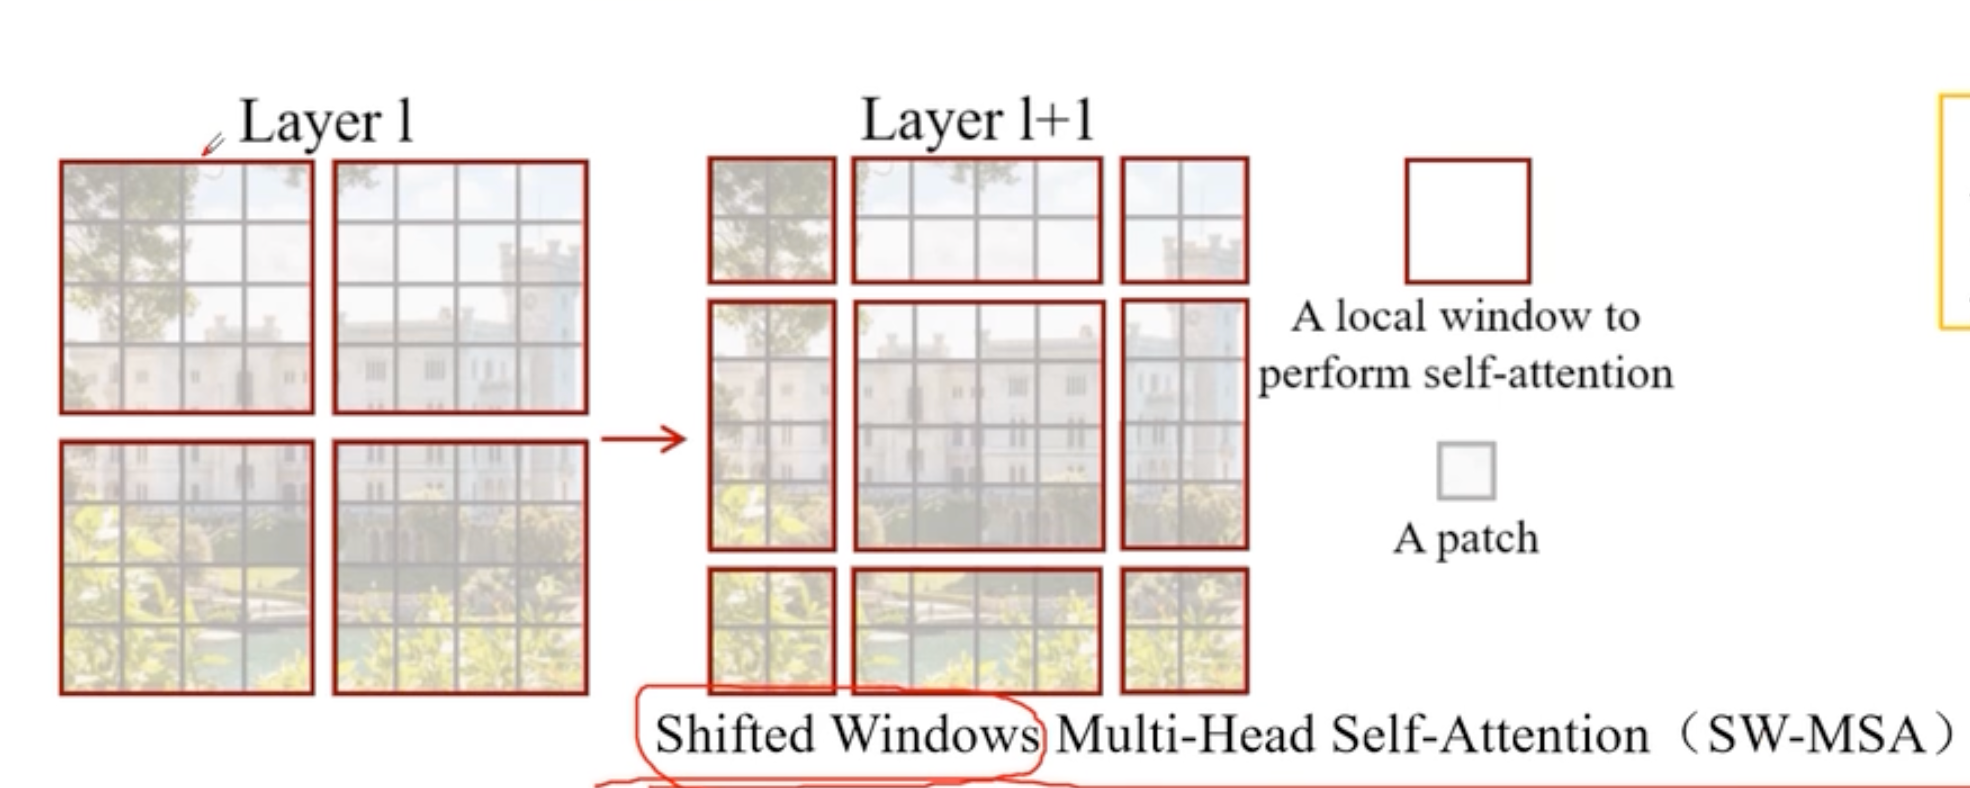 Layer l
Layer l+1
A local window to
perform self-attention
A patch
Shifted Windows Multi-Head Self-Attention（SW-MSA）